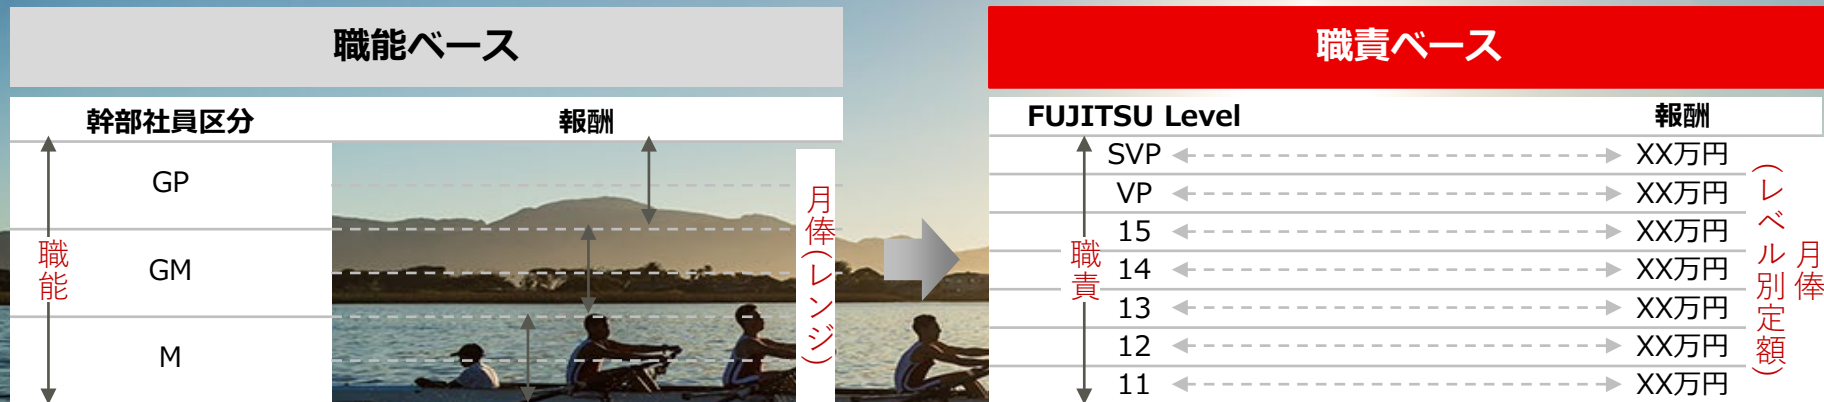 職能ベース
幹部社員区分 報酬
GP
GM
M
職能
月俸(レンジ)
職責ベース
FUJITSU Level 報酬
SVP XX万円
VP XX万円
15 XX万円
14 XX万円
13 XX万円
12 XX万円
11 XX万円
職責
月俸
(レベル別定額)